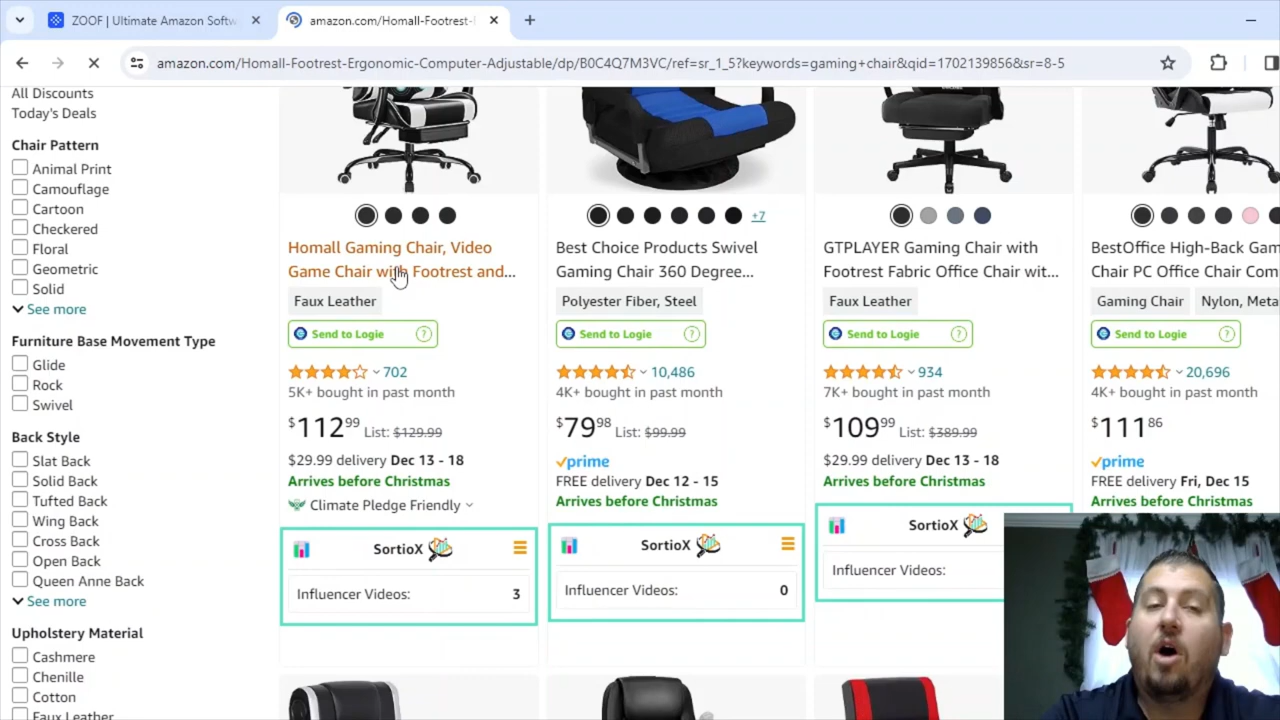 ZOOF | Ultimate Amazon Softw
amazon.com/Homall-Footrest-
amazon.com/Homall-Footrest-Ergonomic-Computer-Adjustable/dp/B0C4Q7M3VC/ref=sr_1_5?keywords=gaming+chair&qid=1702139856&sr=8-5
All Discounts
Today's Deals
Chair Pattern
Animal Print
Camouflage
Cartoon
Checkered
Floral
Geometric
Solid
See more
Furniture Base Movement Type
Glide
Rock
Swivel
Back Style
Slat Back
Solid Back
Tufted Back
Wing Back
Cross Back
Open Back
Queen Anne Back
See more
Upholstery Material
Cashmere
Chenille
Cotton
Faux Leather
Homall Gaming Chair, Video
Game Chair with Footrest and...
Faux Leather
Send to Logie ?
702
5K+ bought in past month
$112.99 List: $129.99
$29.99 delivery Dec 13 - 18
Arrives before Christmas
Climate Pledge Friendly
SortioX
Influencer Videos: 3
+7
Best Choice Products Swivel
Gaming Chair 360 Degree...
Polyester Fiber, Steel
Send to Logie ?
10,486
4K+ bought in past month
$79.98 List: $99.99
prime
FREE delivery Dec 12 - 15
Arrives before Christmas
SortioX
Influencer Videos: 0
GTPLAYER Gaming Chair with
Footrest Fabric Office Chair wit...
Faux Leather
Send to Logie ?
934
7K+ bought in past month
$109.99 List: $389.99
$29.99 delivery Dec 13 - 18
Arrives before Christmas
SortioX
Influencer Videos:
BestOffice High-Back Gam
Chair PC Office Chair Com
Gaming Chair Nylon, Meta
Send to Logie ?
20,696
4K+ bought in past month
$111.86
prime
FREE delivery Fri, Dec 15
Arrives before Christmas